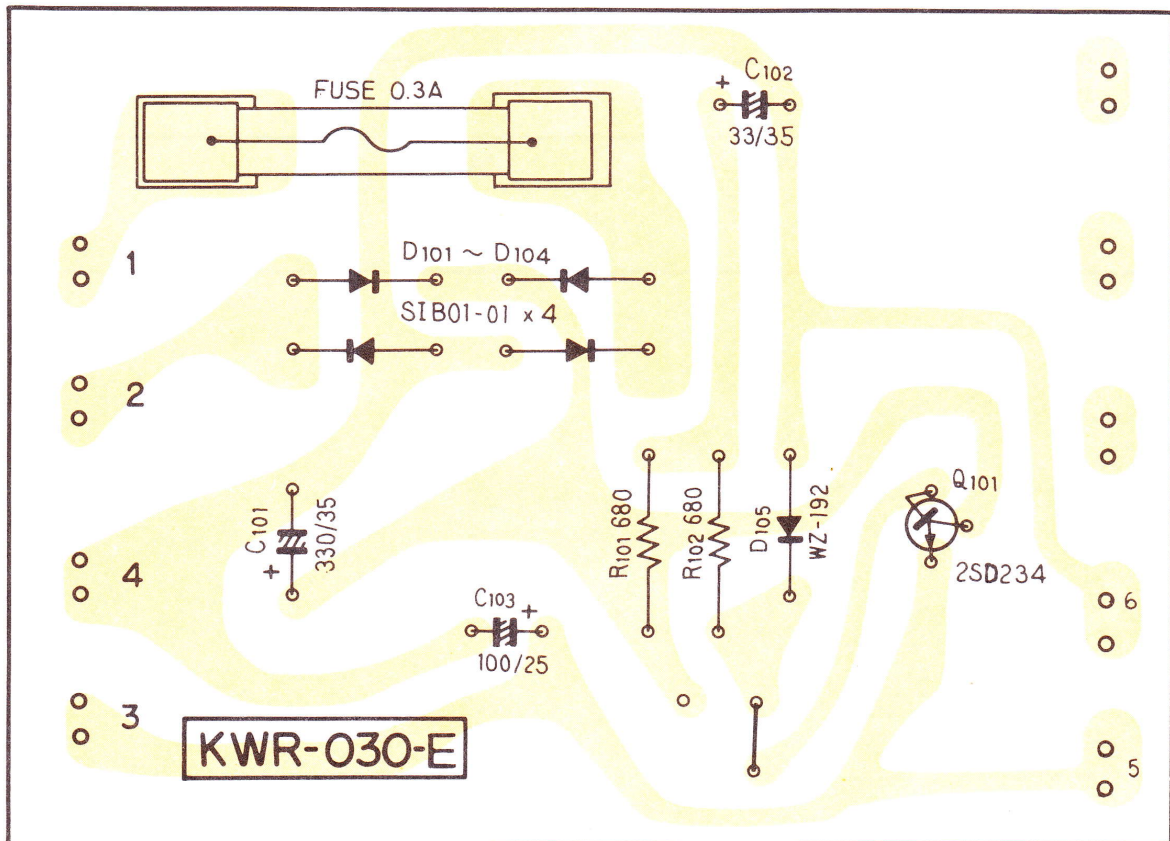 FUSE 0.3A
+ C102
33/35
1
D101 ~ D104
SIB01-01 x 4
2
C101
330/35
+
R101 680
R102 680
D105
WZ-192
Q101
2SD234
4
C103 +
100/25
6
3
KWR-030-E
5